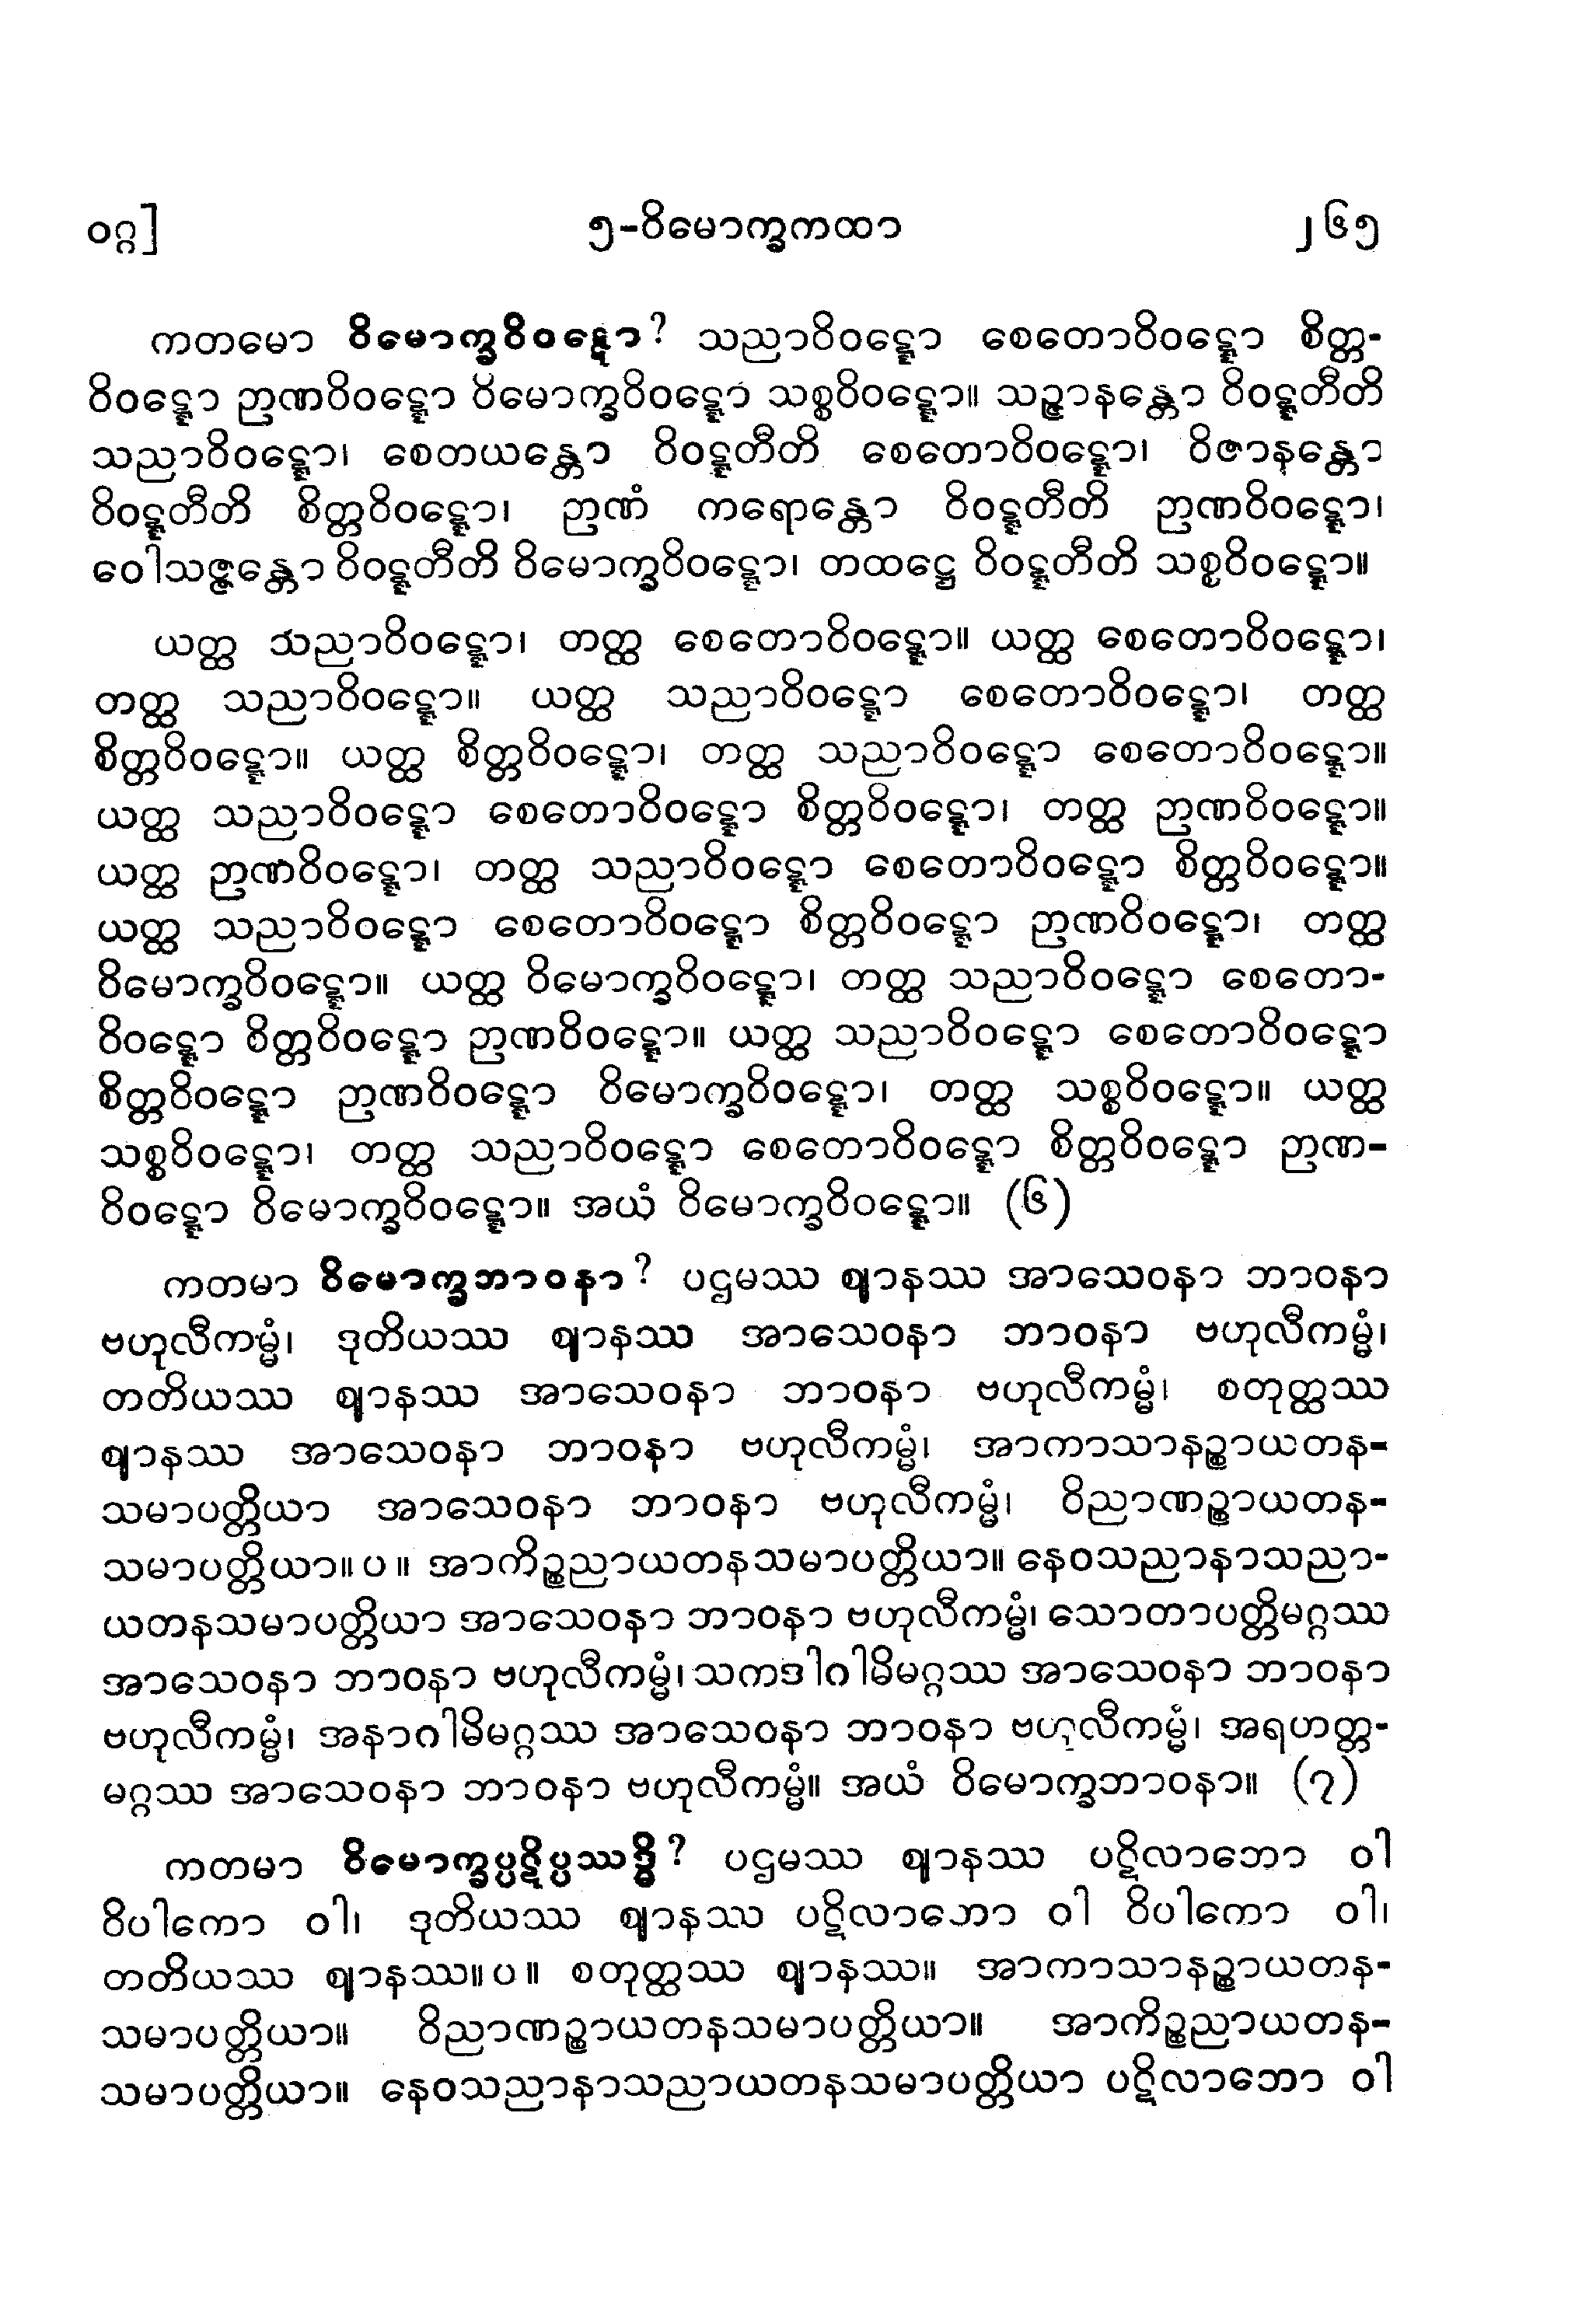 ဝဂ္ဂ] ၅-ဝိမောက္ခကထာ ၂၆၅
ကတမော ဝိမောက္ခဝိဝဋ္ဋော? သညာဝိဝဋ္ဋော စေတောဝိဝဋ္ဋော စိတ္တ-
ဝိဝဋ္ဋော ဉာဏဝိဝဋ္ဋော ဝိမောက္ခဝိဝဋ္ဋော သစ္စဝိဝဋ္ဋော။ သဉ္ဇာနန္တော ဝိဝဋ္ဋတီတိ
သညာဝိဝဋ္ဋော၊ စေတယန္တော ဝိဝဋ္ဋတီတိ စေတောဝိဝဋ္ဋော၊ ဝိဇာနန္တော
ဝိဝဋ္ဋတီတိ စိတ္တဝိဝဋ္ဋော၊ ဉာဏံ ကရောန္တော ဝိဝဋ္ဋတီတိ ဉာဏဝိဝဋ္ဋော၊
ဝေါသဇ္ဇန္တော ဝိဝဋ္ဋတီတိ ဝိမောက္ခဝိဝဋ္ဋော၊ တထဋ္ဌေ ဝိဝဋ္ဋတီတိ သစ္စဝိဝဋ္ဋော။
ယတ္ထ သညာဝိဝဋ္ဋော၊ တတ္ထ စေတောဝိဝဋ္ဋော။ ယတ္ထ စေတောဝိဝဋ္ဋော၊
တတ္ထ သညာဝိဝဋ္ဋော။ ယတ္ထ သညာဝိဝဋ္ဋော စေတောဝိဝဋ္ဋော၊ တတ္ထ
စိတ္တဝိဝဋ္ဋော။ ယတ္ထ စိတ္တဝိဝဋ္ဋော၊ တတ္ထ သညာဝိဝဋ္ဋော စေတောဝိဝဋ္ဋော။
ယတ္ထ သညာဝိဝဋ္ဋော စေတောဝိဝဋ္ဋော စိတ္တဝိဝဋ္ဋော၊ တတ္ထ ဉာဏဝိဝဋ္ဋော။
ယတ္ထ ဉာဏဝိဝဋ္ဋော၊ တတ္ထ သညာဝိဝဋ္ဋော စေတောဝိဝဋ္ဋော စိတ္တဝိဝဋ္ဋော။
ယတ္ထ သညာဝိဝဋ္ဋော စေတောဝိဝဋ္ဋော စိတ္တဝိဝဋ္ဋော ဉာဏဝိဝဋ္ဋော၊ တတ္ထ
ဝိမောက္ခဝိဝဋ္ဋော။ ယတ္ထ ဝိမောက္ခဝိဝဋ္ဋော၊ တတ္ထ သညာဝိဝဋ္ဋော စေတော-
ဝိဝဋ္ဋော စိတ္တဝိဝဋ္ဋော ဉာဏဝိဝဋ္ဋော။ ယတ္ထ သညာဝိဝဋ္ဋော စေတောဝိဝဋ္ဋော
စိတ္တဝိဝဋ္ဋော ဉာဏဝိဝဋ္ဋော ဝိမောက္ခဝိဝဋ္ဋော၊ တတ္ထ သစ္စဝိဝဋ္ဋော။ ယတ္ထ
သစ္စဝိဝဋ္ဋော၊ တတ္ထ သညာဝိဝဋ္ဋော စေတောဝိဝဋ္ဋော စိတ္တဝိဝဋ္ဋော ဉာဏ-
ဝိဝဋ္ဋော ဝိမောက္ခဝိဝဋ္ဋော။ အယံ ဝိမောက္ခဝိဝဋ္ဋော။ (၆)
ကတမာ ဝိမောက္ခဘာဝနာ? ပဌမဿ ဈာနဿ အာသေဝနာ ဘာဝနာ
ဗဟုလီကမ္မံ၊ ဒုတိယဿ ဈာနဿ အာသေဝနာ ဘာဝနာ ဗဟုလီကမ္မံ၊
တတိယဿ ဈာနဿ အာသေဝနာ ဘာဝနာ ဗဟုလီကမ္မံ၊ စတုတ္ထဿ
ဈာနဿ အာသေဝနာ ဘာဝနာ ဗဟုလီကမ္မံ၊ အာကာသာနဉ္စာယတန-
သမာပတ္တိယာ အာသေဝနာ ဘာဝနာ ဗဟုလီကမ္မံ၊ ဝိညာဏဉ္စာယတန-
သမာပတ္တိယာ။ပ။ အာကိဉ္စညာယတနသမာပတ္တိယာ။ နေဝသညာနာသညာ-
ယတနသမာပတ္တိယာ အာသေဝနာ ဘာဝနာ ဗဟုလီကမ္မံ၊ သောတာပတ္တိမဂ္ဂဿ
အာသေဝနာ ဘာဝနာ ဗဟုလီကမ္မံ၊ သကဒါဂါမိမဂ္ဂဿ အာသေဝနာ ဘာဝနာ
ဗဟုလီကမ္မံ၊ အနာဂါမိမဂ္ဂဿ အာသေဝနာ ဘာဝနာ ဗဟုလီကမ္မံ၊ အရဟတ္တ-
မဂ္ဂဿ အာသေဝနာ ဘာဝနာ ဗဟုလီကမ္မံ။ အယံ ဝိမောက္ခဘာဝနာ။ (၇)
ကတမာ ဝိမောက္ခပ္ပဋိပ္ပဿဒ္ဓိ? ပဌမဿ ဈာနဿ ပဋိလာဘော ဝါ
ဝိပါကော ဝါ၊ ဒုတိယဿ ဈာနဿ ပဋိလာဘော ဝါ ဝိပါကော ဝါ၊
တတိယဿ ဈာနဿ။ပ။ စတုတ္ထဿ ဈာနဿ။ အာကာသာနဉ္စာယတန-
သမာပတ္တိယာ။ ဝိညာဏဉ္စာယတနသမာပတ္တိယာ။ အာကိဉ္စညာယတန-
သမာပတ္တိယာ။ နေဝသညာနာသညာယတနသမာပတ္တိယာ ပဋိလာဘော ဝါ